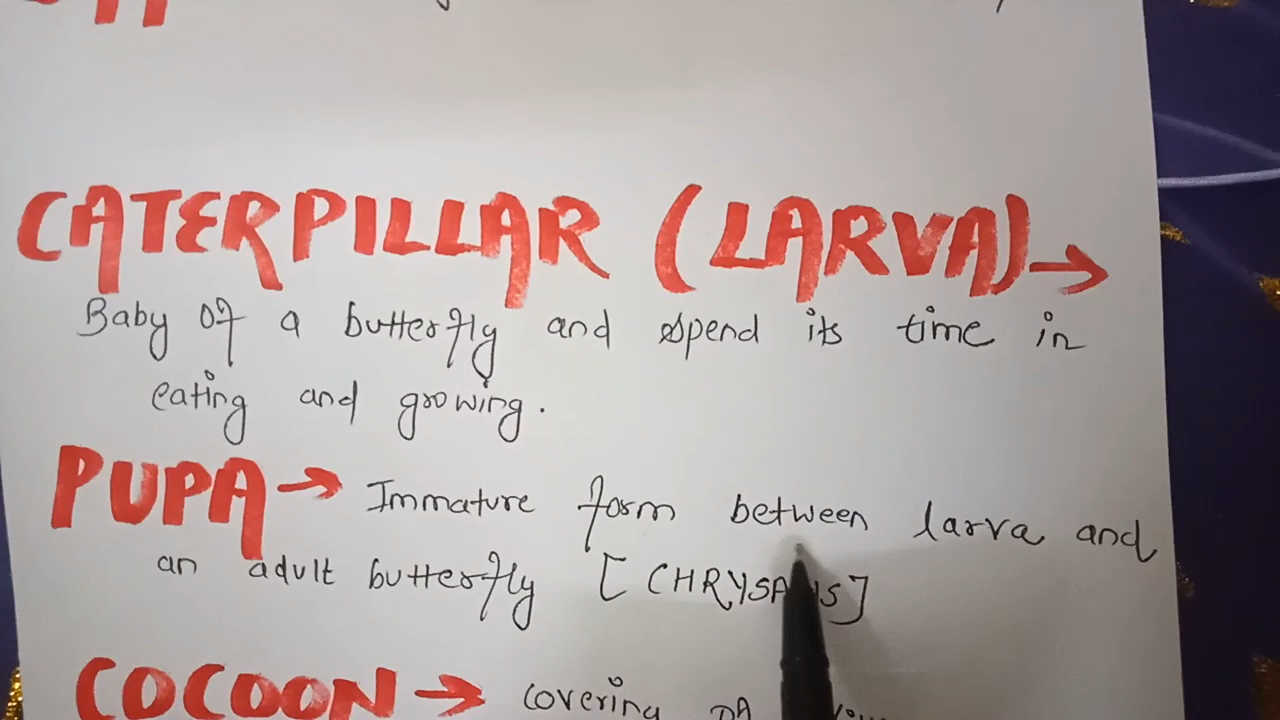 CATERPILLAR (LARVA)→
Baby of a butterfly and spend its time in
eating and growing.
PUPA → Immature form between larva and
an adult butterfly [CHRYSALIS]
COCOON → covering